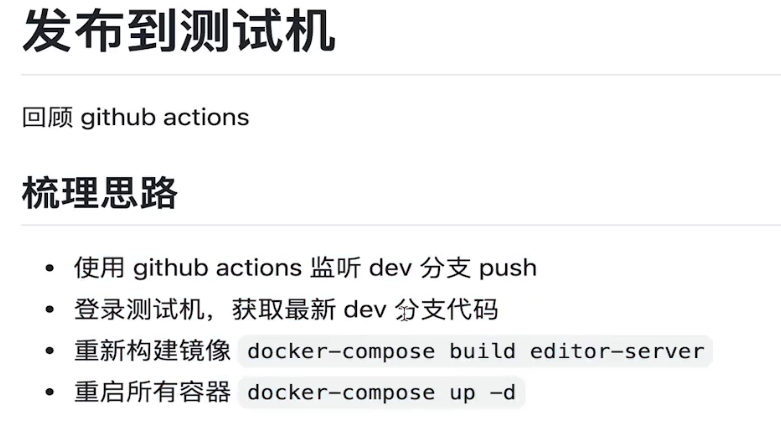 发布到测试机
回顾 github actions
梳理思路
使用 github actions 监听 dev 分支 push
登录测试机，获取最新 dev 分支代码
重新构建镜像 docker-compose build editor-server
重启所有容器 docker-compose up -d